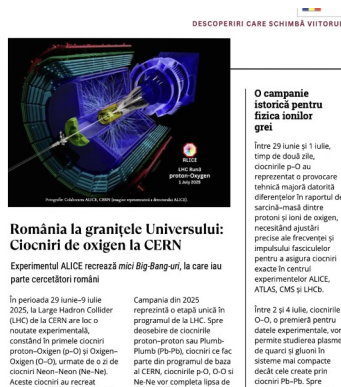 DESCOPERIRI CARE SCHIMBĂ VIITORUL
ALICE
LHC Run3
proton-Oxygen
1 July 2025
Fotografie: Colaborarea ALICE, CERN (imagine reprezentativă a detectorului ALICE).
România la granițele Universului:
Ciocniri de oxigen la CERN
Experimentul ALICE recreează mici Big-Bang-uri, la care iau
parte cercetători români
În perioada 29 iunie–9 iulie
2025, la Large Hadron Collider
(LHC) de la CERN are loc o
noutate experimentală,
constând în primele ciocniri
proton–Oxigen (p–O) și Oxigen–
Oxigen (O–O), urmate de o zi de
ciocniri Neon–Neon (Ne–Ne).
Aceste ciocniri au recreat
Campania din 2025
reprezintă o etapă unică în
programul de la LHC. Spre
deosebire de ciocnirile
proton–proton sau Plumb-
Plumb (Pb-Pb), ciocniri ce fac
parte din programul de baza
al CERN, ciocnirile p-O, O-O si
Ne-Ne vor completa lipsa de
O campanie
istorică pentru
fizica ionilor
grei
Între 29 iunie și 1 iulie,
timp de două zile,
ciocnirile p–O au
reprezentat o provocare
tehnică majoră datorită
diferențelor în raportul de
sarcină–masă dintre
protoni și ioni de oxigen,
necesitând ajustări
precise ale frecvenței și
impulsului fasciculelor
pentru a asigura ciocniri
exacte în centrul
experimentelor ALICE,
ATLAS, CMS și LHCb.
Între 2 și 4 iulie, ciocnirile
O–O, o premieră pentru
datele experimentale, vor
permite studierea plasmei
de quarci și gluoni în
sisteme mai compacte
decât cele create prin
ciocniri Pb–Pb. Spre